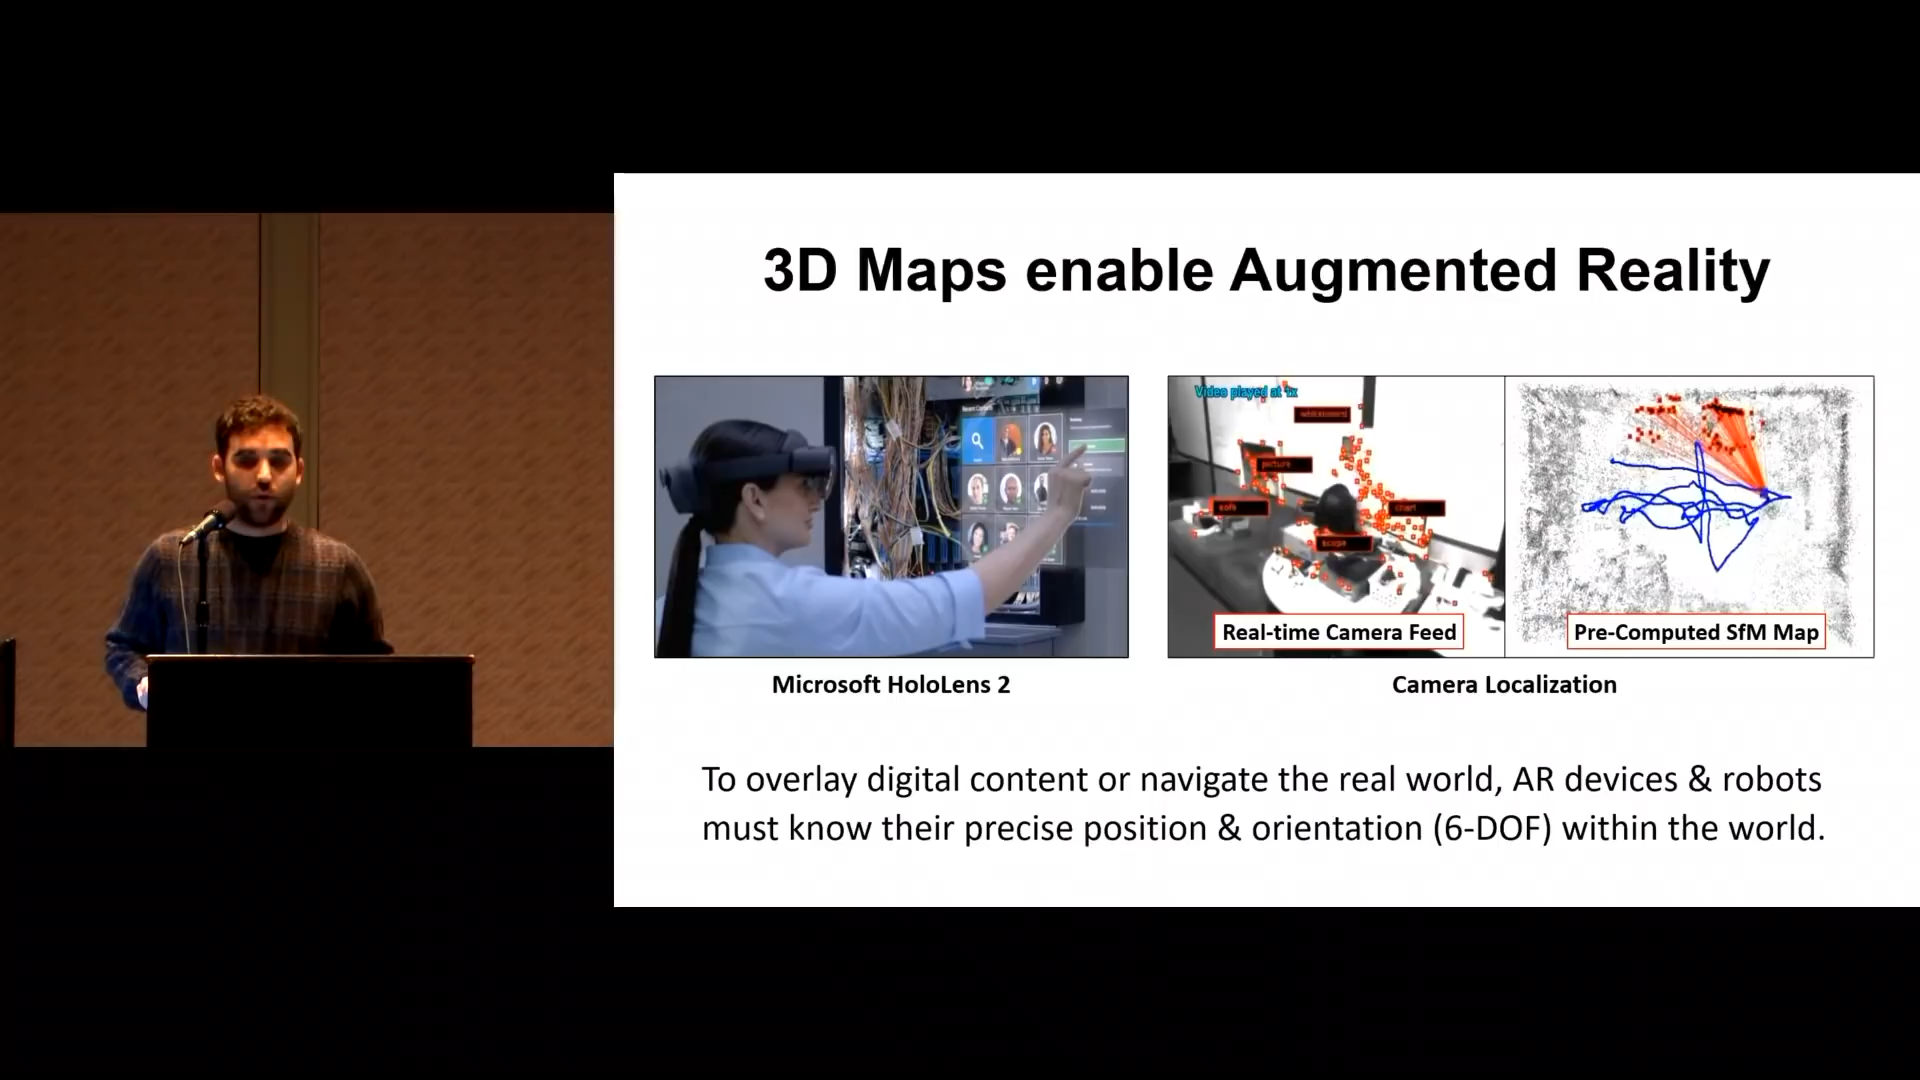 3D Maps enable Augmented Reality
Video played at 1x
whiteboard
picture
sofa
chart
scope
Real-time Camera Feed
Pre-Computed SfM Map
Microsoft HoloLens 2
Camera Localization
To overlay digital content or navigate the real world, AR devices & robots
must know their precise position & orientation (6-DOF) within the world.